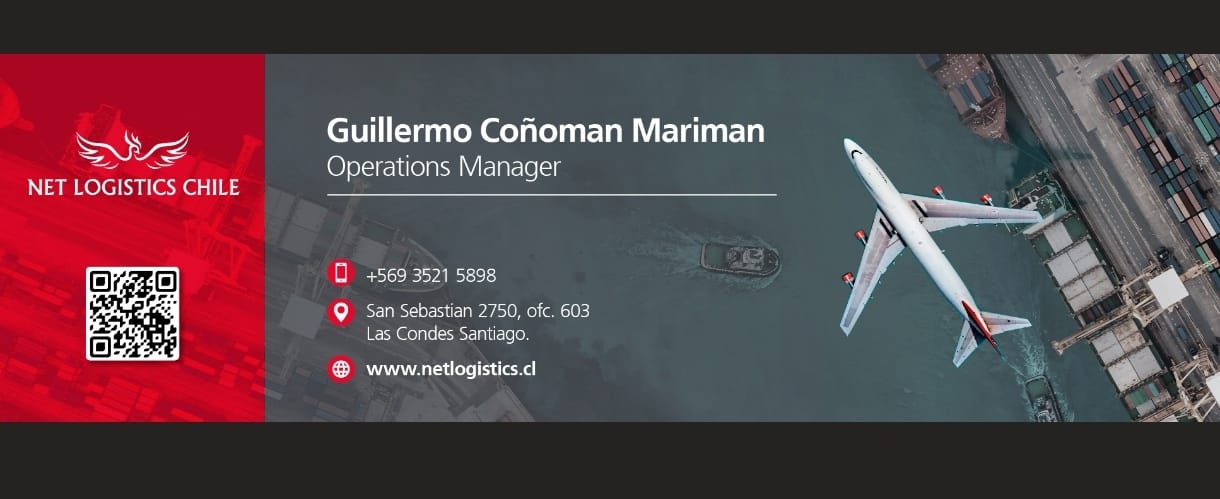 NET LOGISTICS CHILE
Guillermo Coñoman Mariman
Operations Manager
+569 3521 5898
San Sebastian 2750, ofc. 603
Las Condes Santiago.
www.netlogistics.cl